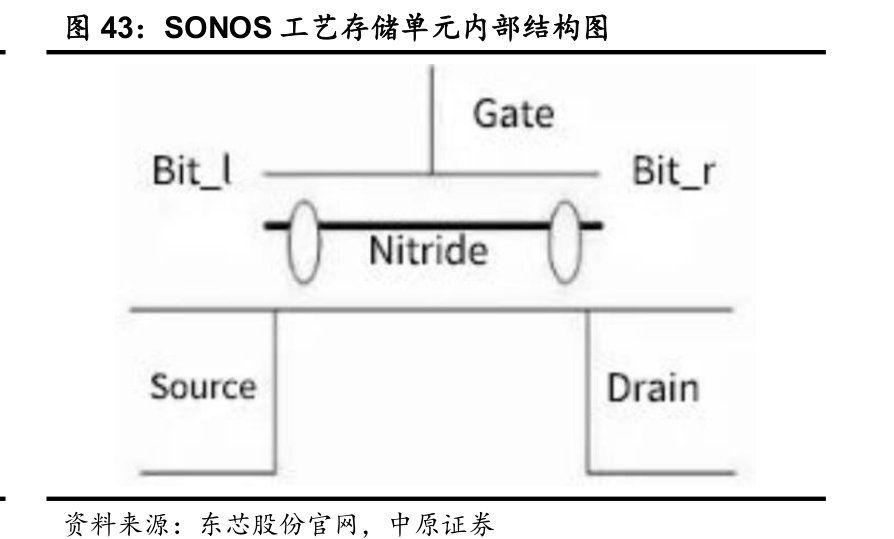 图 43：SONOS 工艺存储单元内部结构图
Gate
Bit_l
Bit_r
Nitride
Source
Drain
资料来源：东芯股份官网，中原证券